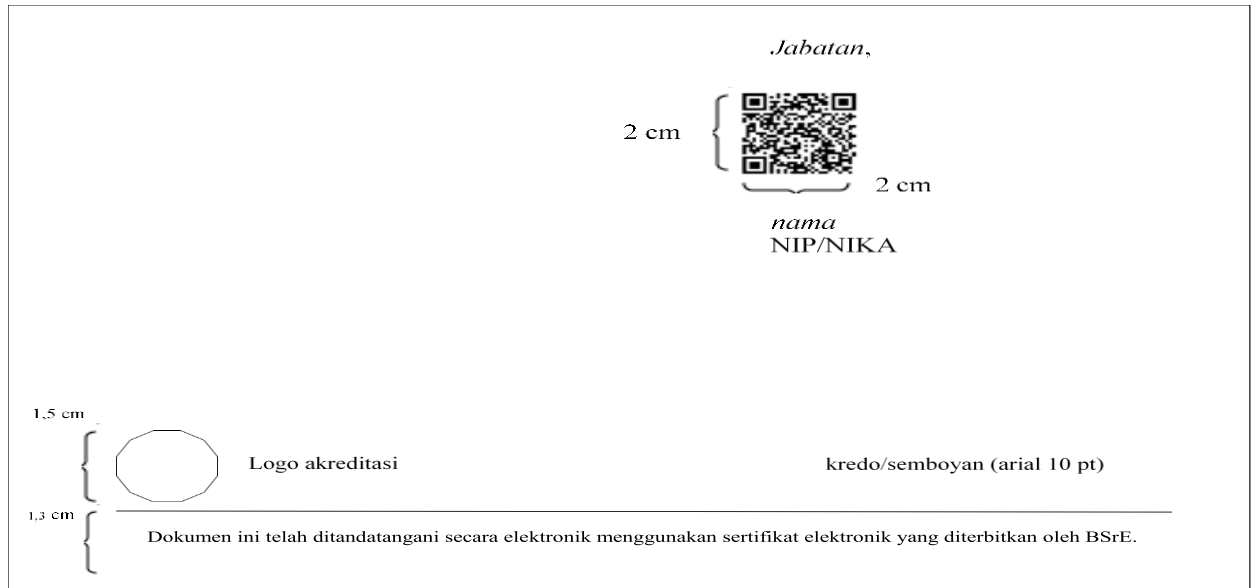 Jabatan,
2 cm
2 cm
nama
NIP/NIKA
1,5 cm
Logo akreditasi
kredo/semboyan (arial 10 pt)
1,3 cm
Dokumen ini telah ditandatangani secara elektronik menggunakan sertifikat elektronik yang diterbitkan oleh BSrE.